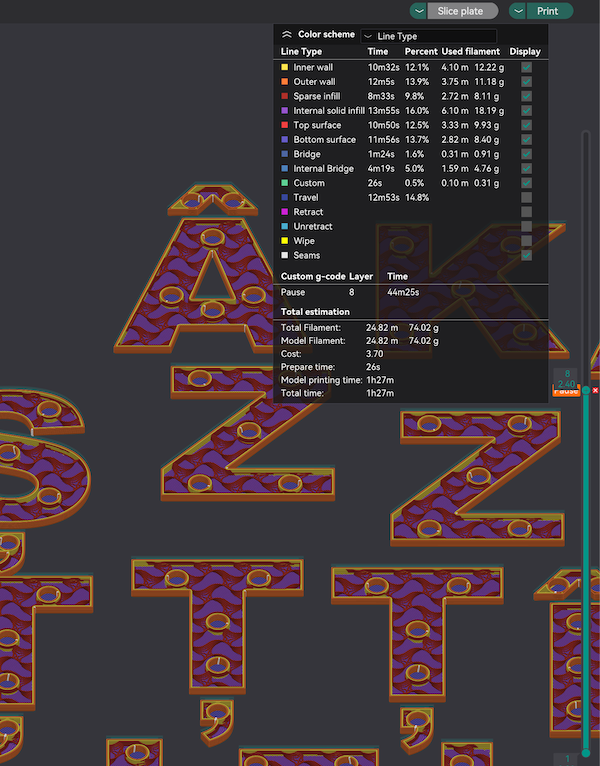 Slice plate
Print
Color scheme Line Type
Line Type Time Percent Used filament Display
Inner wall 10m32s 12.1% 4.10 m 12.22 g
Outer wall 12m5s 13.9% 3.75 m 11.18 g
Sparse infill 8m33s 9.8% 2.72 m 8.11 g
Internal solid infill 13m55s 16.0% 6.10 m 18.19 g
Top surface 10m50s 12.5% 3.33 m 9.93 g
Bottom surface 11m56s 13.7% 2.82 m 8.40 g
Bridge 1m24s 1.6% 0.31 m 0.91 g
Internal Bridge 4m19s 5.0% 1.59 m 4.76 g
Custom 26s 0.5% 0.10 m 0.31 g
Travel 12m53s 14.8%
Retract
Unretract
Wipe
Seams
Custom g-code Layer Time
Pause 8 44m25s
Total estimation
Total Filament: 24.82 m 74.02 g
Model Filament: 24.82 m 74.02 g
Cost: 3.70
Prepare time: 26s
Model printing time: 1h27m
Total time: 1h27m
Â K
8
2.40
Pause
S Z Z
Ț Ț
1